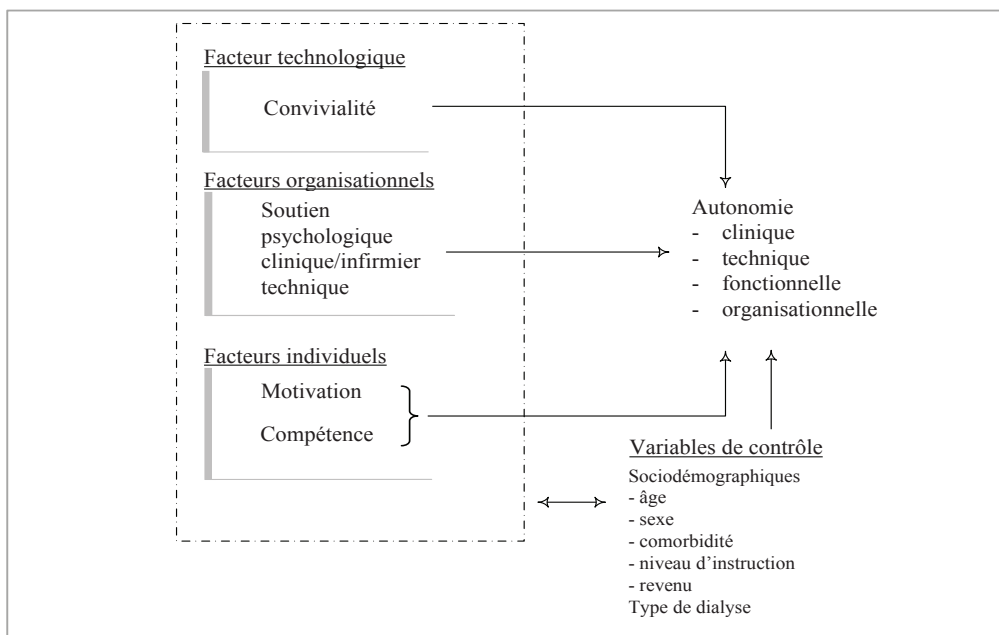 Facteur technologique
Convivialité
Facteurs organisationnels
Soutien
psychologique
clinique/infirmier
technique
Facteurs individuels
Motivation
Compétence
Autonomie
- clinique
- technique
- fonctionnelle
- organisationnelle
Variables de contrôle
Sociodémographiques
- âge
- sexe
- comorbidité
- niveau d’instruction
- revenu
Type de dialyse